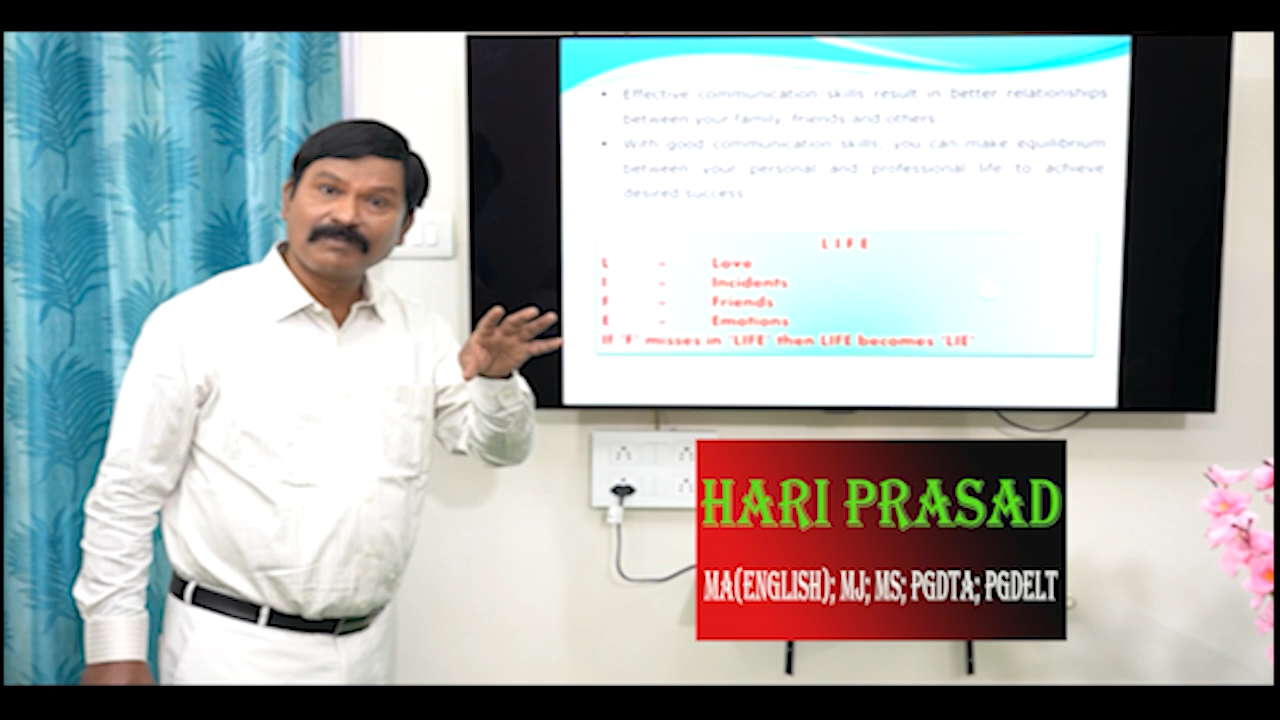 • Effective communication skills result in better relationships
between your family, friends and others
• With good communication skills, you can make equilibrium
between your personal and professional life to achieve
desired success
LIFE
L - Love
I - Incidents
F - Friends
E - Emotions
If 'F' misses in 'LIFE' then LIFE becomes 'LIE'
HARI PRASAD
MA(ENGLISH); MJ; MS; PGDTA; PGDELT